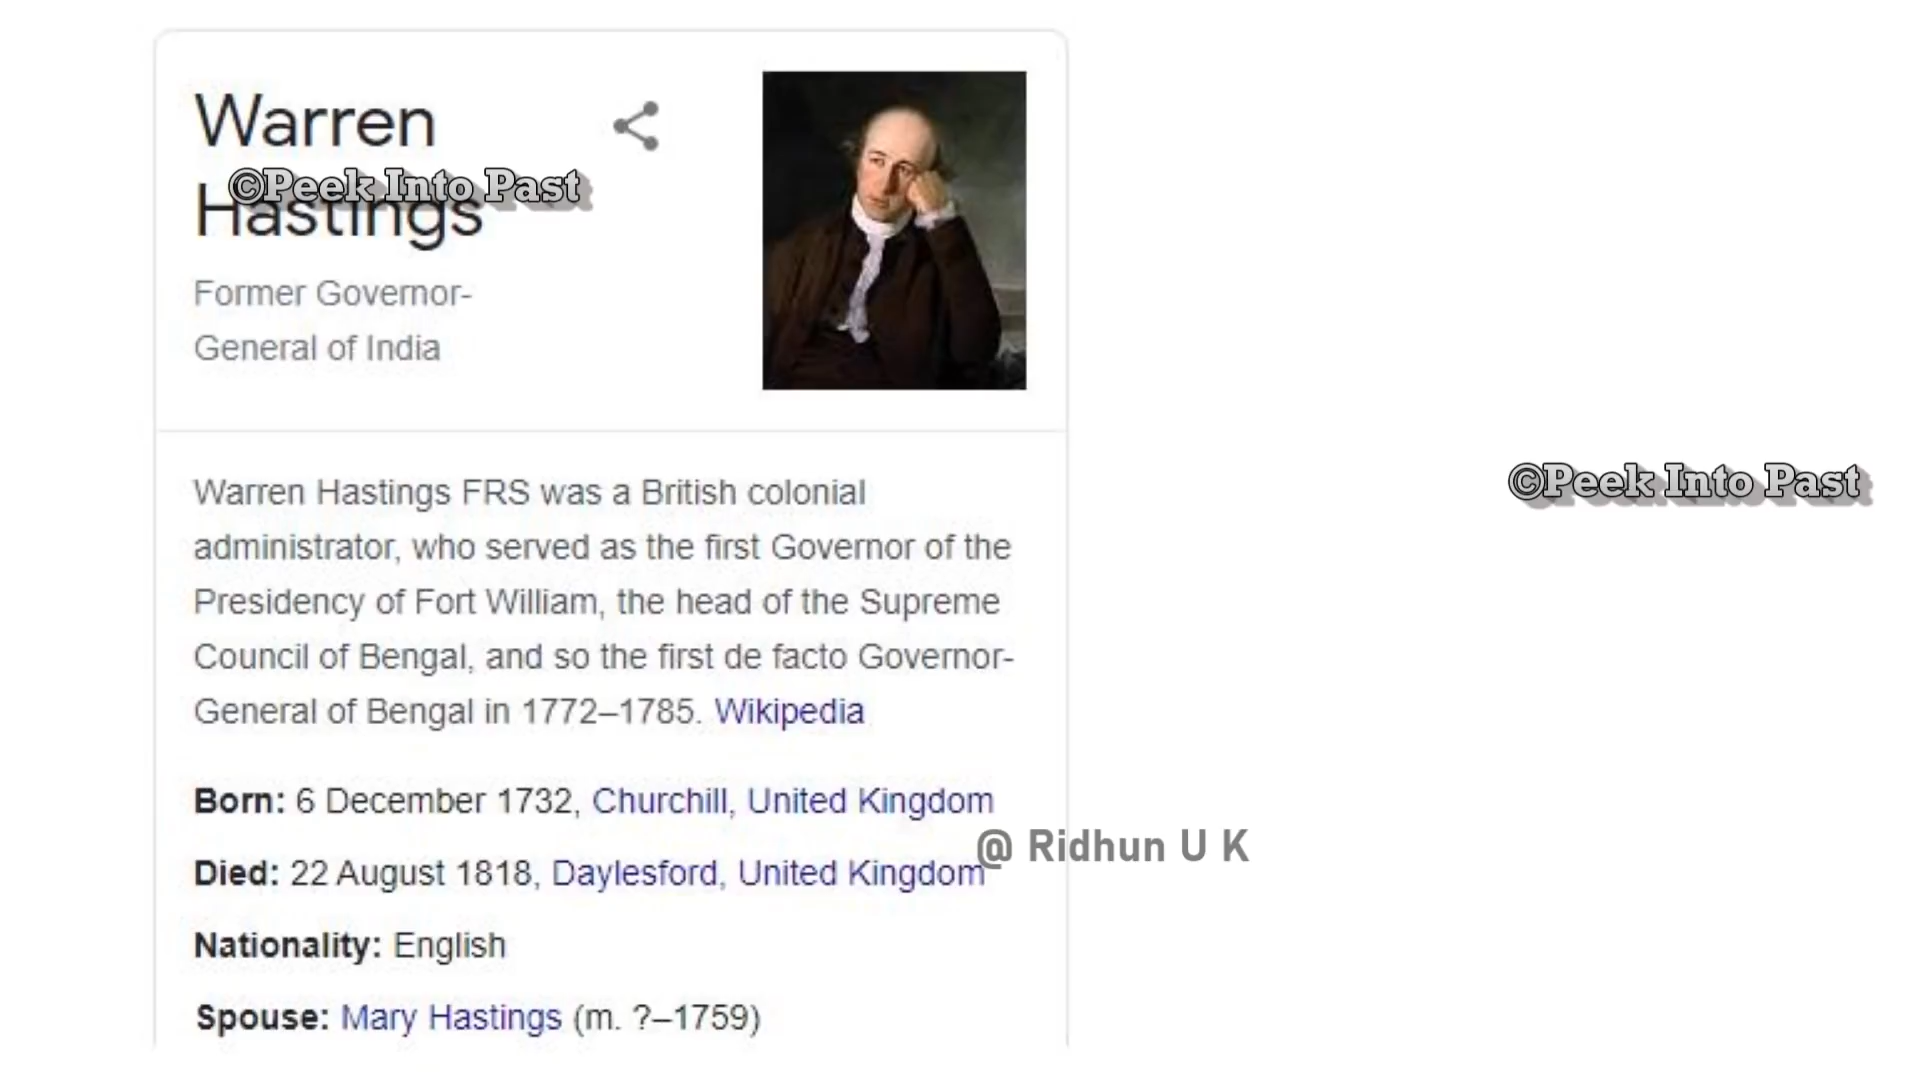 Warren
©Peek Into Past
Hastings
Former Governor-
General of India
Warren Hastings FRS was a British colonial
administrator, who served as the first Governor of the
Presidency of Fort William, the head of the Supreme
Council of Bengal, and so the first de facto Governor-
General of Bengal in 1772–1785. Wikipedia
©Peek Into Past
Born: 6 December 1732, Churchill, United Kingdom
@ Ridhun U K
Died: 22 August 1818, Daylesford, United Kingdom
Nationality: English
Spouse: Mary Hastings (m. ?–1759)